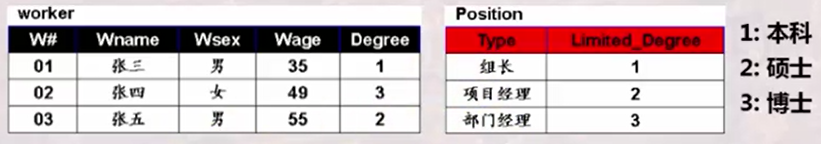 worker
W# Wname Wsex Wage Degree
01 张三 男 35 1
02 张四 女 49 3
03 张五 男 55 2
Position
Type Limited_Degree
组长 1
项目经理 2
部门经理 3
1: 本科
2: 硕士
3: 博士